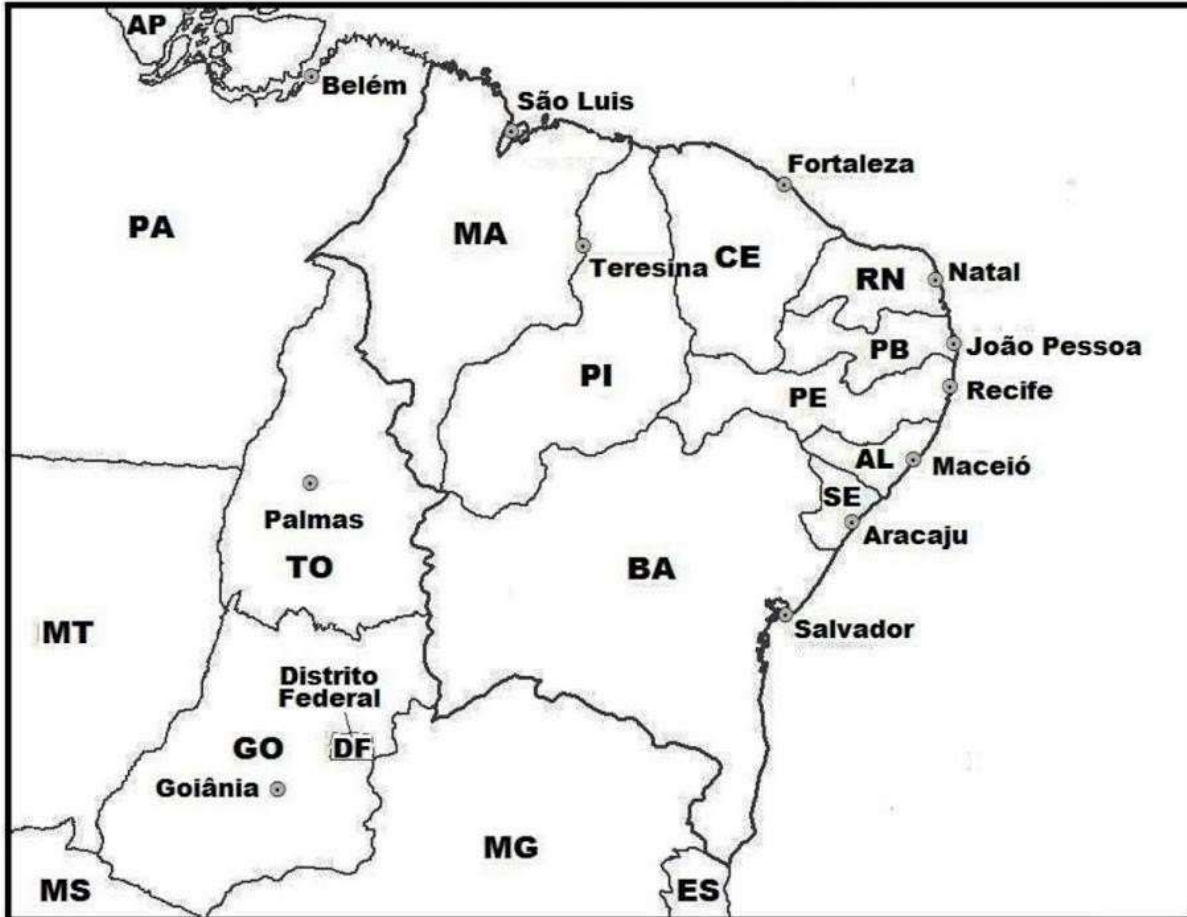 AP
Belém
São Luis
Fortaleza
PA
MA
Teresina
CE
RN
Natal
PB
João Pessoa
PI
PE
Recife
AL
Maceió
SE
Aracaju
Palmas
TO
BA
MT
Salvador
Distrito
Federal
GO
DF
Goiânia
MG
MS
ES